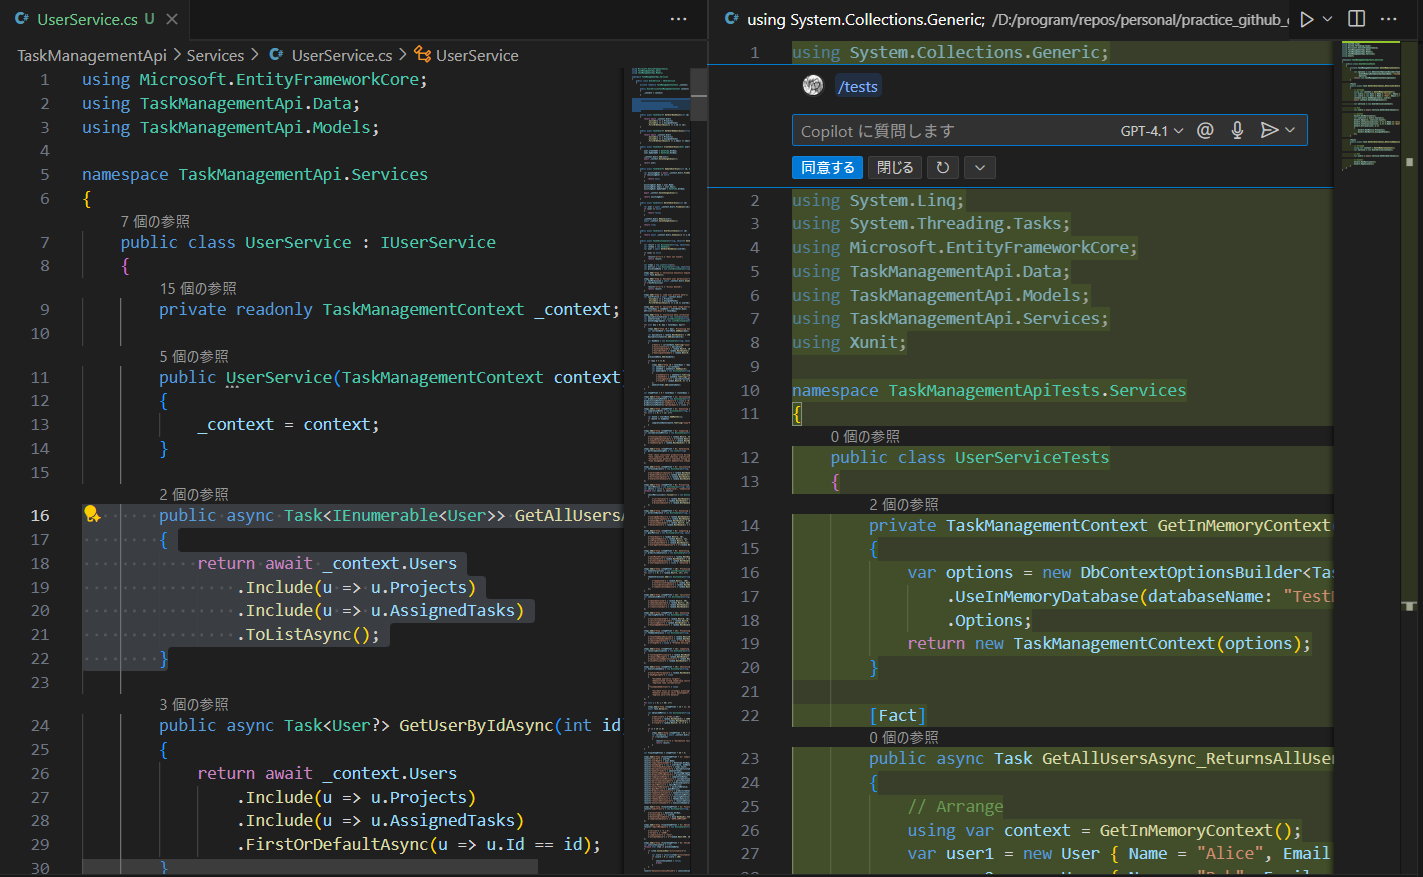 UserService.cs U
TaskManagementApi > Services > UserService.cs > UserService
1 using Microsoft.EntityFrameworkCore;
2 using TaskManagementApi.Data;
3 using TaskManagementApi.Models;
4
5 namespace TaskManagementApi.Services
6 {
7 個の参照
7 public class UserService : IUserService
8 {
15 個の参照
9 private readonly TaskManagementContext _context;
10
5 個の参照
11 public UserService(TaskManagementContext context)
12 {
13 _context = context;
14 }
15
2 個の参照
16 public async Task<IEnumerable<User>> GetAllUsersA
17 {
18 return await _context.Users
19 .Include(u => u.Projects)
20 .Include(u => u.AssignedTasks)
21 .ToListAsync();
22 }
23
3 個の参照
24 public async Task<User?> GetUserByIdAsync(int id
25 {
26 return await _context.Users
27 .Include(u => u.Projects)
28 .Include(u => u.AssignedTasks)
29 .FirstOrDefaultAsync(u => u.Id == id);
30 }
using System.Collections.Generic; /D:/program/repos/personal/practice_github_
1 using System.Collections.Generic;
/tests
Copilot に質問します GPT-4.1
同意する 閉じる
2 using System.Linq;
3 using System.Threading.Tasks;
4 using Microsoft.EntityFrameworkCore;
5 using TaskManagementApi.Data;
6 using TaskManagementApi.Models;
7 using TaskManagementApi.Services;
8 using Xunit;
9
10 namespace TaskManagementApiTests.Services
11 {
0 個の参照
12 public class UserServiceTests
13 {
2 個の参照
14 private TaskManagementContext GetInMemoryContext
15 {
16 var options = new DbContextOptionsBuilder<Tas
17 .UseInMemoryDatabase(databaseName: "Test
18 .Options;
19 return new TaskManagementContext(options);
20 }
21
22 [Fact]
0 個の参照
23 public async Task GetAllUsersAsync_ReturnsAllUser
24 {
25 // Arrange
26 using var context = GetInMemoryContext();
27 var user1 = new User { Name = "Alice", Email